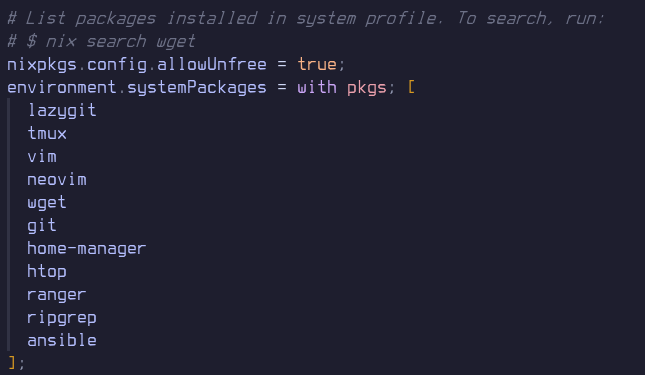 # List packages installed in system profile. To search, run:
# $ nix search wget
nixpkgs.config.allowUnfree = true;
environment.systemPackages = with pkgs; [
  lazygit
  tmux
  vim
  neovim
  wget
  git
  home-manager
  htop
  ranger
  ripgrep
  ansible
];